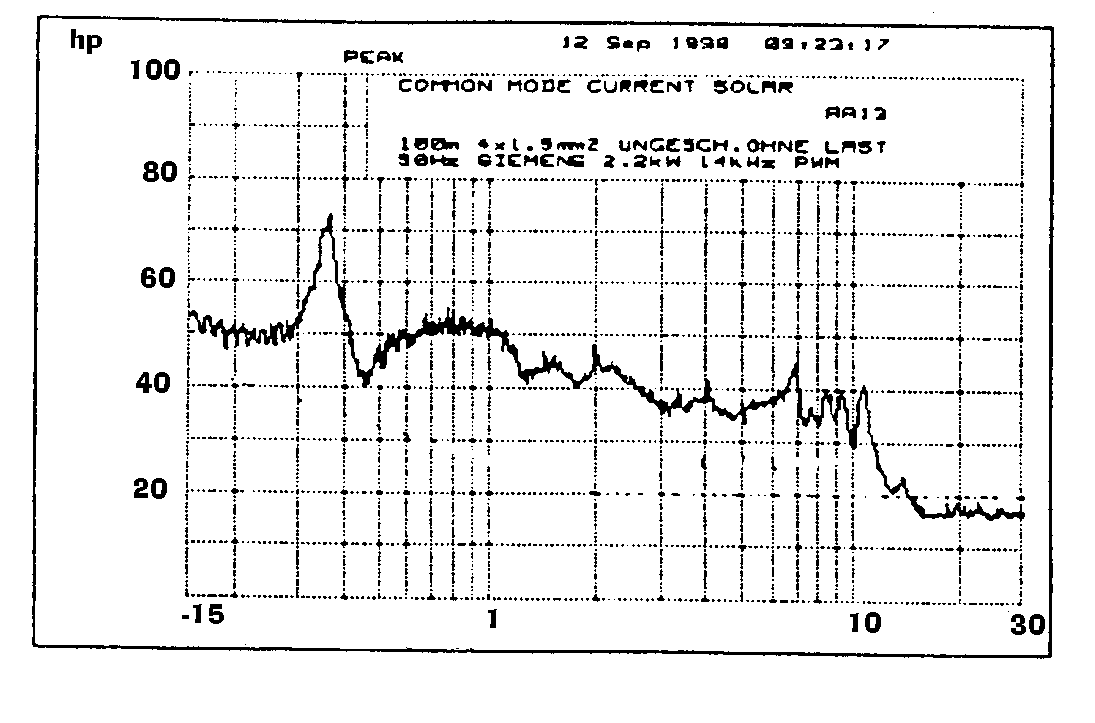 hp
12 Sep 1990 09:23:17
PEAK
100
COMMON MODE CURRENT SOLAR
AA13
100m 4x1.5mm2 UNGESCH.OHNE LAST
50Hz SIEMENS 2.2kW 14kHz PWM
80
60
40
20
-15
1
10
30